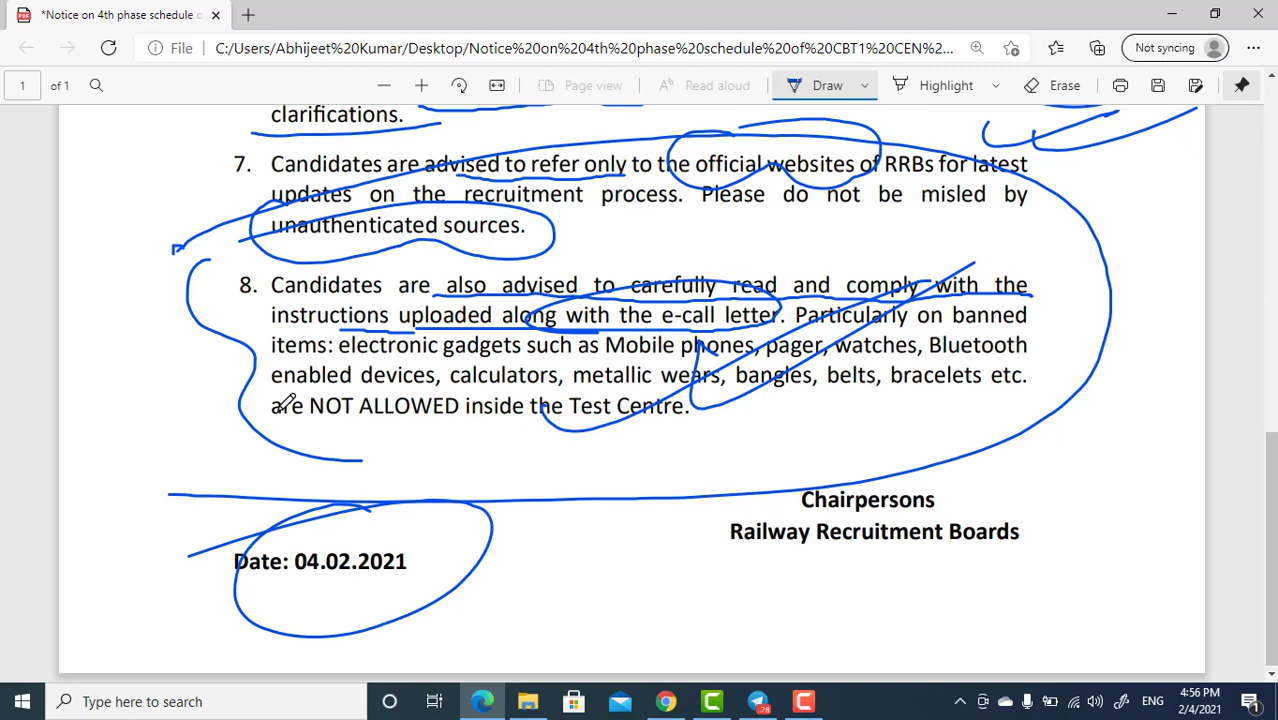 *Notice on 4th phase schedule o
File
C:/Users/Abhijeet%20Kumar/Desktop/Notice%20on%204th%20phase%20schedule%20of%20CBT1%20CEN%2...
Not syncing
1 of 1
Page view
Read aloud
Draw
Highlight
Erase
clarifications.
7. Candidates are advised to refer only to the official websites of RRBs for latest
updates on the recruitment process. Please do not be misled by
unauthenticated sources.
8. Candidates are also advised to carefully read and comply with the
instructions uploaded along with the e-call letter. Particularly on banned
items: electronic gadgets such as Mobile phones, pager, watches, Bluetooth
enabled devices, calculators, metallic wears, bangles, belts, bracelets etc.
are NOT ALLOWED inside the Test Centre.
Chairpersons
Railway Recruitment Boards
Date: 04.02.2021
Type here to search
78
ENG
4:56 PM
2/4/2021
1